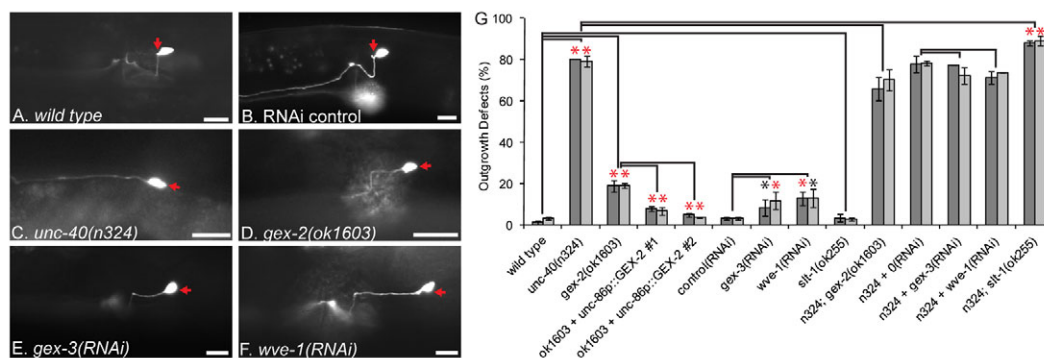 A. wild type
B. RNAi control
C. unc-40(n324)
D. gex-2(ok1603)
E. gex-3(RNAi)
F. wve-1(RNAi)
G
Outgrowth Defects (%)
100
80
60
40
20
0
* *
* *
* *
* *
* *
* *
* *
wild type
unc-40(n324)
gex-2(ok1603)
ok1603 + unc-86p::GEX-2 #1
ok1603 + unc-86p::GEX-2 #2
control(RNAi)
gex-3(RNAi)
wve-1(RNAi)
slt-1(ok255)
n324; gex-2(ok1603)
n324 + 0(RNAi)
n324 + gex-3(RNAi)
n324 + wve-1(RNAi)
n324; slt-1(ok255)